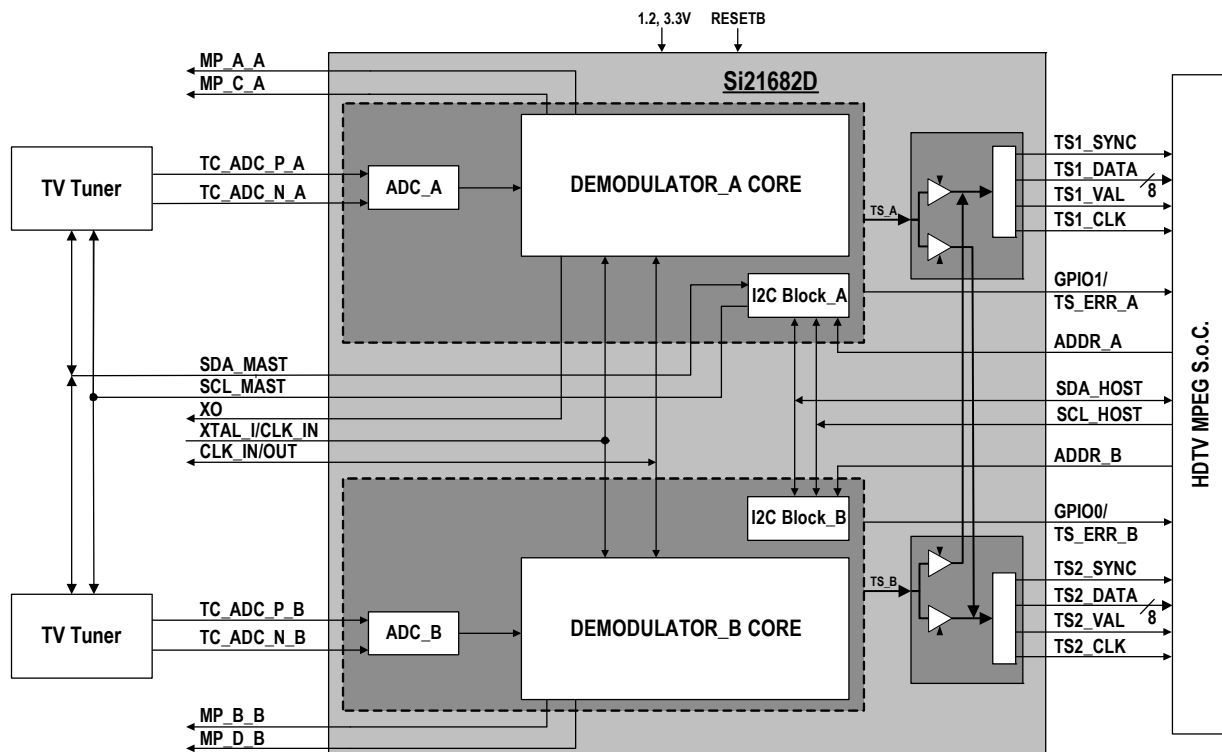 1.2, 3.3V
RESETB
Si21682D
MP_A_A
MP_C_A
TV Tuner
TC_ADC_P_A
TC_ADC_N_A
ADC_A
DEMODULATOR_A CORE
TS_A
TS1_SYNC
TS1_DATA
8
TS1_VAL
TS1_CLK
I2C Block_A
GPIO1/
TS_ERR_A
ADDR_A
SDA_MAST
SCL_MAST
XO
XTAL_I/CLK_IN
CLK_IN/OUT
SDA_HOST
SCL_HOST
ADDR_B
HDTV MPEG S.o.C.
I2C Block_B
GPIO0/
TS_ERR_B
TV Tuner
TC_ADC_P_B
TC_ADC_N_B
ADC_B
DEMODULATOR_B CORE
TS_B
TS2_SYNC
TS2_DATA
8
TS2_VAL
TS2_CLK
MP_B_B
MP_D_B